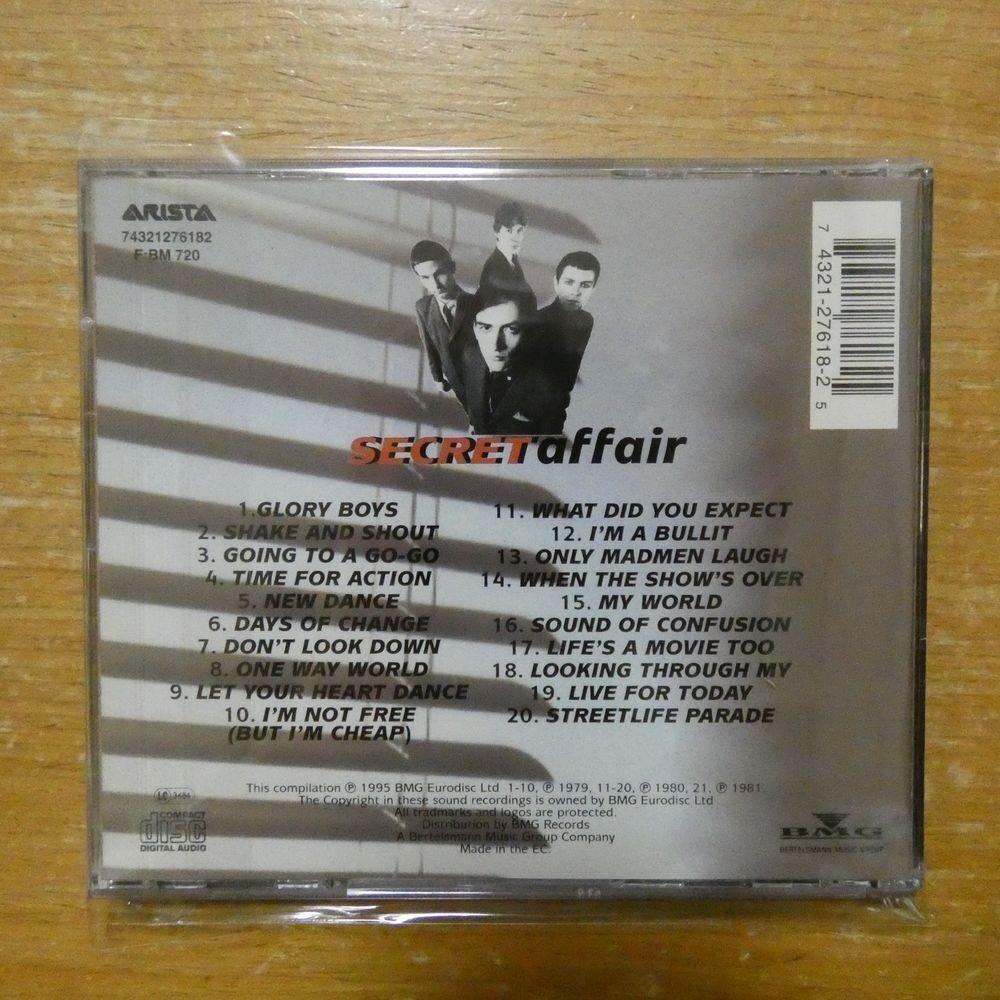 ARISTA
74321276182
F:BM 720
7 4321-27618-2 5
SECRET affair
1.GLORY BOYS
2. SHAKE AND SHOUT
3. GOING TO A GO-GO
4. TIME FOR ACTION
5. NEW DANCE
6. DAYS OF CHANGE
7. DON'T LOOK DOWN
8. ONE WAY WORLD
9. LET YOUR HEART DANCE
10. I'M NOT FREE
(BUT I'M CHEAP)
11. WHAT DID YOU EXPECT
12. I'M A BULLIT
13. ONLY MADMEN LAUGH
14. WHEN THE SHOW'S OVER
15. MY WORLD
16. SOUND OF CONFUSION
17. LIFE'S A MOVIE TOO
18. LOOKING THROUGH MY
19. LIVE FOR TODAY
20. STREETLIFE PARADE
This compilation ℗ 1995 BMG Eurodisc Ltd 1-10, ℗ 1979, 11-20, ℗ 1980, 21, ℗ 1981.
The Copyright in these sound recordings is owned by BMG Eurodisc Ltd
All tradmarks and logos are protected.
Distribution by BMG Records
A Bertelsmann Music Group Company
Made in the EC.
LC 3484
COMPACT
disc
DIGITAL AUDIO
BMG
BERTELSMANN MUSIC GROUP